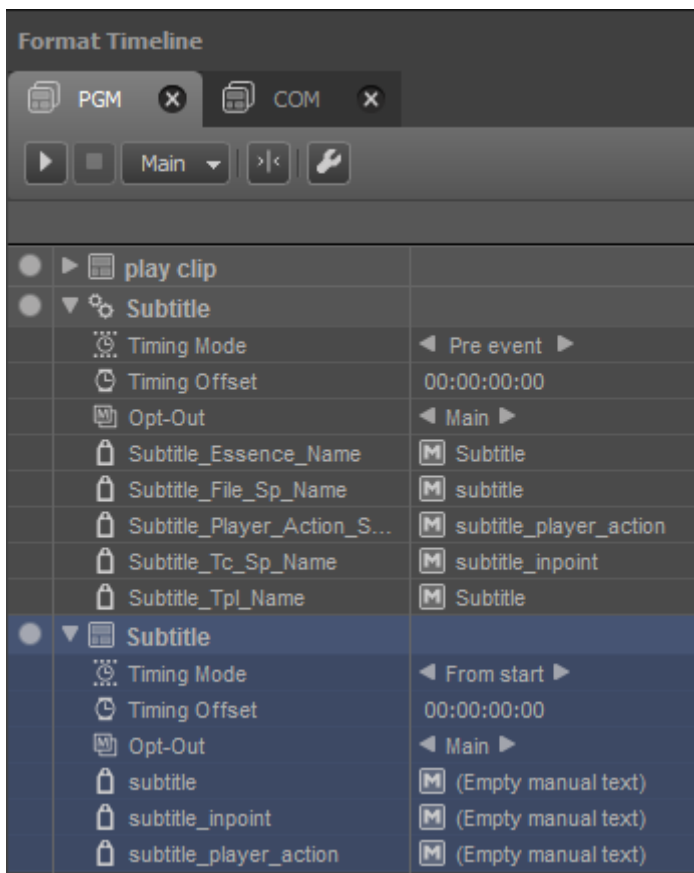 Format Timeline
PGM COM
Main
play clip
Subtitle
Timing Mode Pre event
Timing Offset 00:00:00:00
Opt-Out Main
Subtitle_Essence_Name M Subtitle
Subtitle_File_Sp_Name M subtitle
Subtitle_Player_Action_S... M subtitle_player_action
Subtitle_Tc_Sp_Name M subtitle_inpoint
Subtitle_Tpl_Name M Subtitle
Subtitle
Timing Mode From start
Timing Offset 00:00:00:00
Opt-Out Main
subtitle M (Empty manual text)
subtitle_inpoint M (Empty manual text)
subtitle_player_action M (Empty manual text)